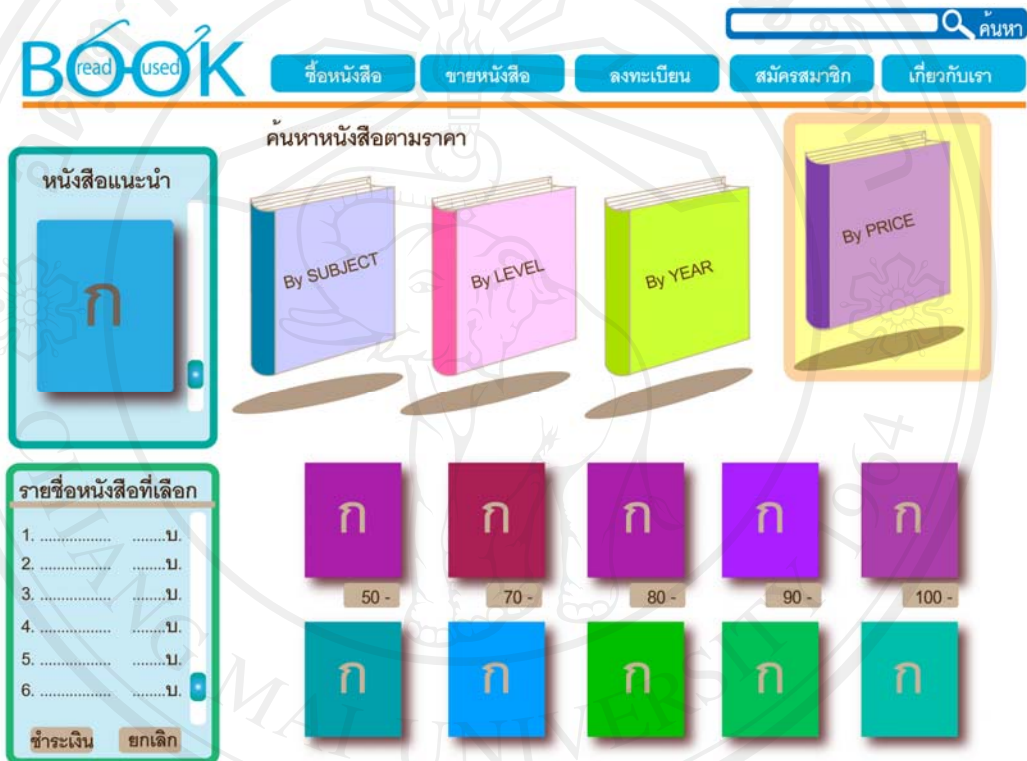 ค้นหา
BOOK
read used
ซื้อหนังสือ ขายหนังสือ ลงทะเบียน สมัครสมาชิก เกี่ยวกับเรา
ค้นหาหนังสือตามราคา
หนังสือแนะนำ
ก
By SUBJECT
By LEVEL
By YEAR
By PRICE
รายชื่อหนังสือที่เลือก
1. ................ ........บ.
2. ................ ........บ.
3. ................ ........บ.
4. ................ ........บ.
5. ................ ........บ.
6. ................ ........บ.
ชำระเงิน ยกเลิก
ก ก ก ก ก
50 - 70 - 80 - 90 - 100 -
ก ก ก ก ก
CHIANG MAI UNIVERSITY 1964